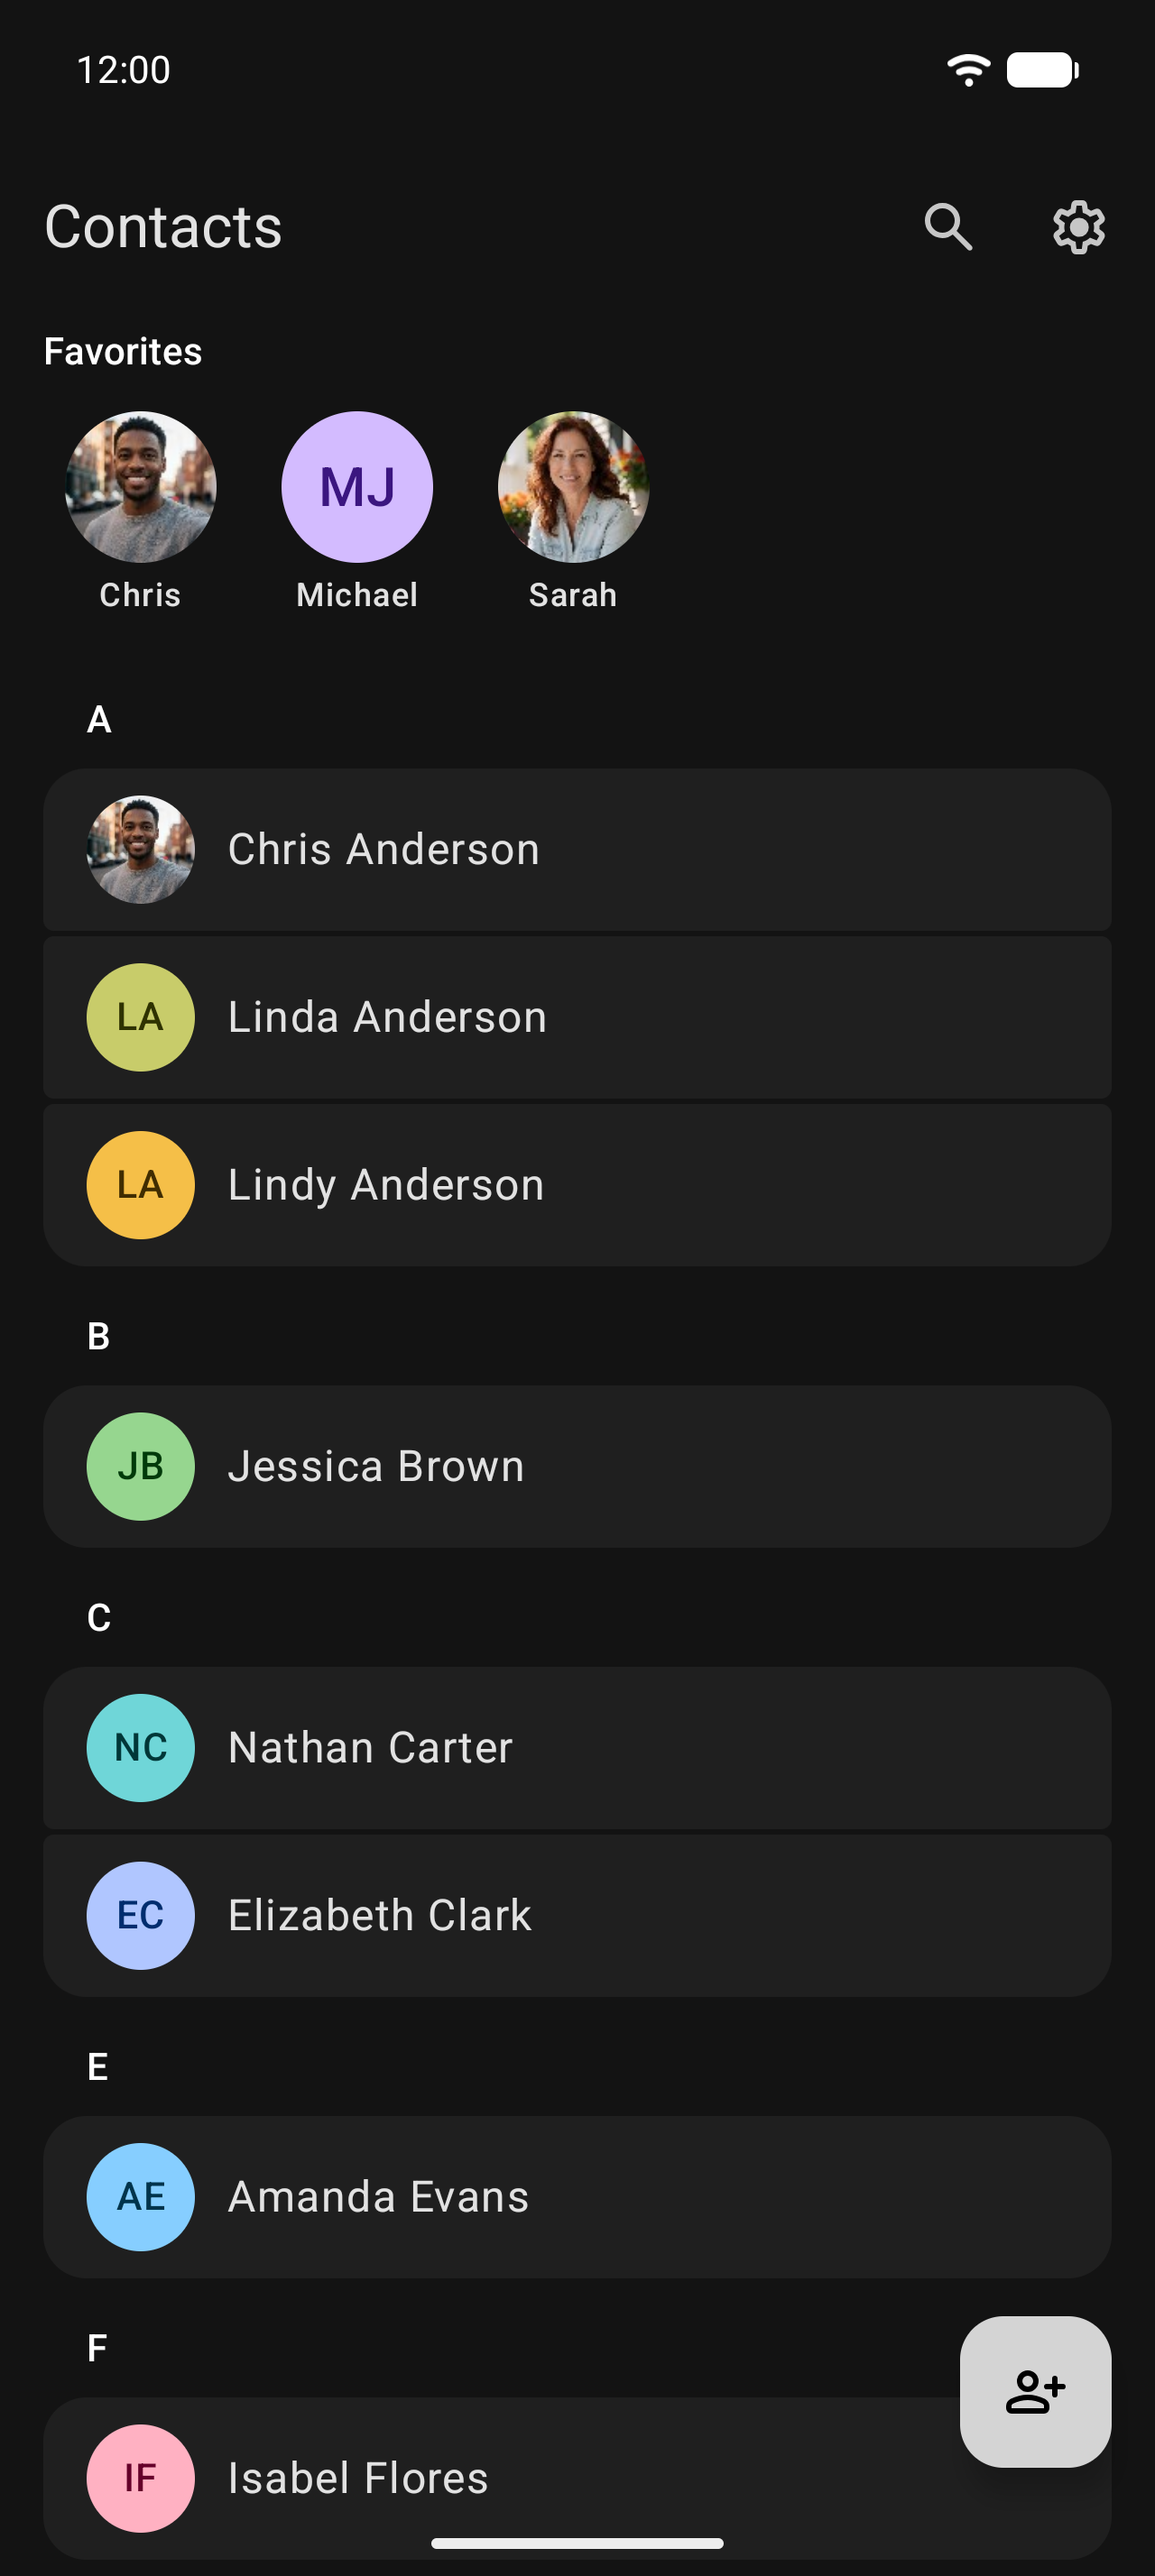 12:00
Contacts
Favorites
MJ
Chris
Michael
Sarah
A
Chris Anderson
LA
Linda Anderson
LA
Lindy Anderson
B
JB
Jessica Brown
C
NC
Nathan Carter
EC
Elizabeth Clark
E
AE
Amanda Evans
F
IF
Isabel Flores